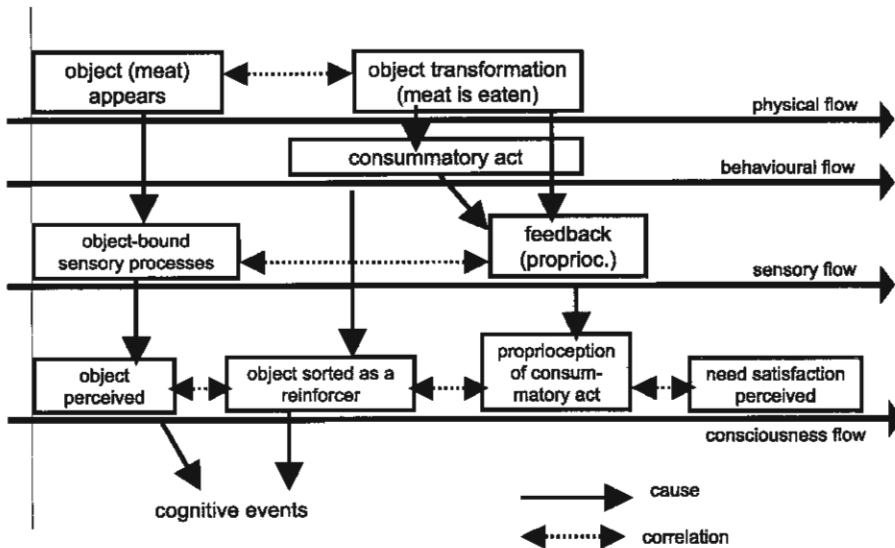 object (meat)
appears
object transformation
(meat is eaten)
physical flow
consummatory act
behavioural flow
object-bound
sensory processes
feedback
(proprioc.)
sensory flow
object
perceived
object sorted as a
reinforcer
proprioception
of consum-
matory act
need satisfaction
perceived
consciousness flow
cognitive events
cause
correlation